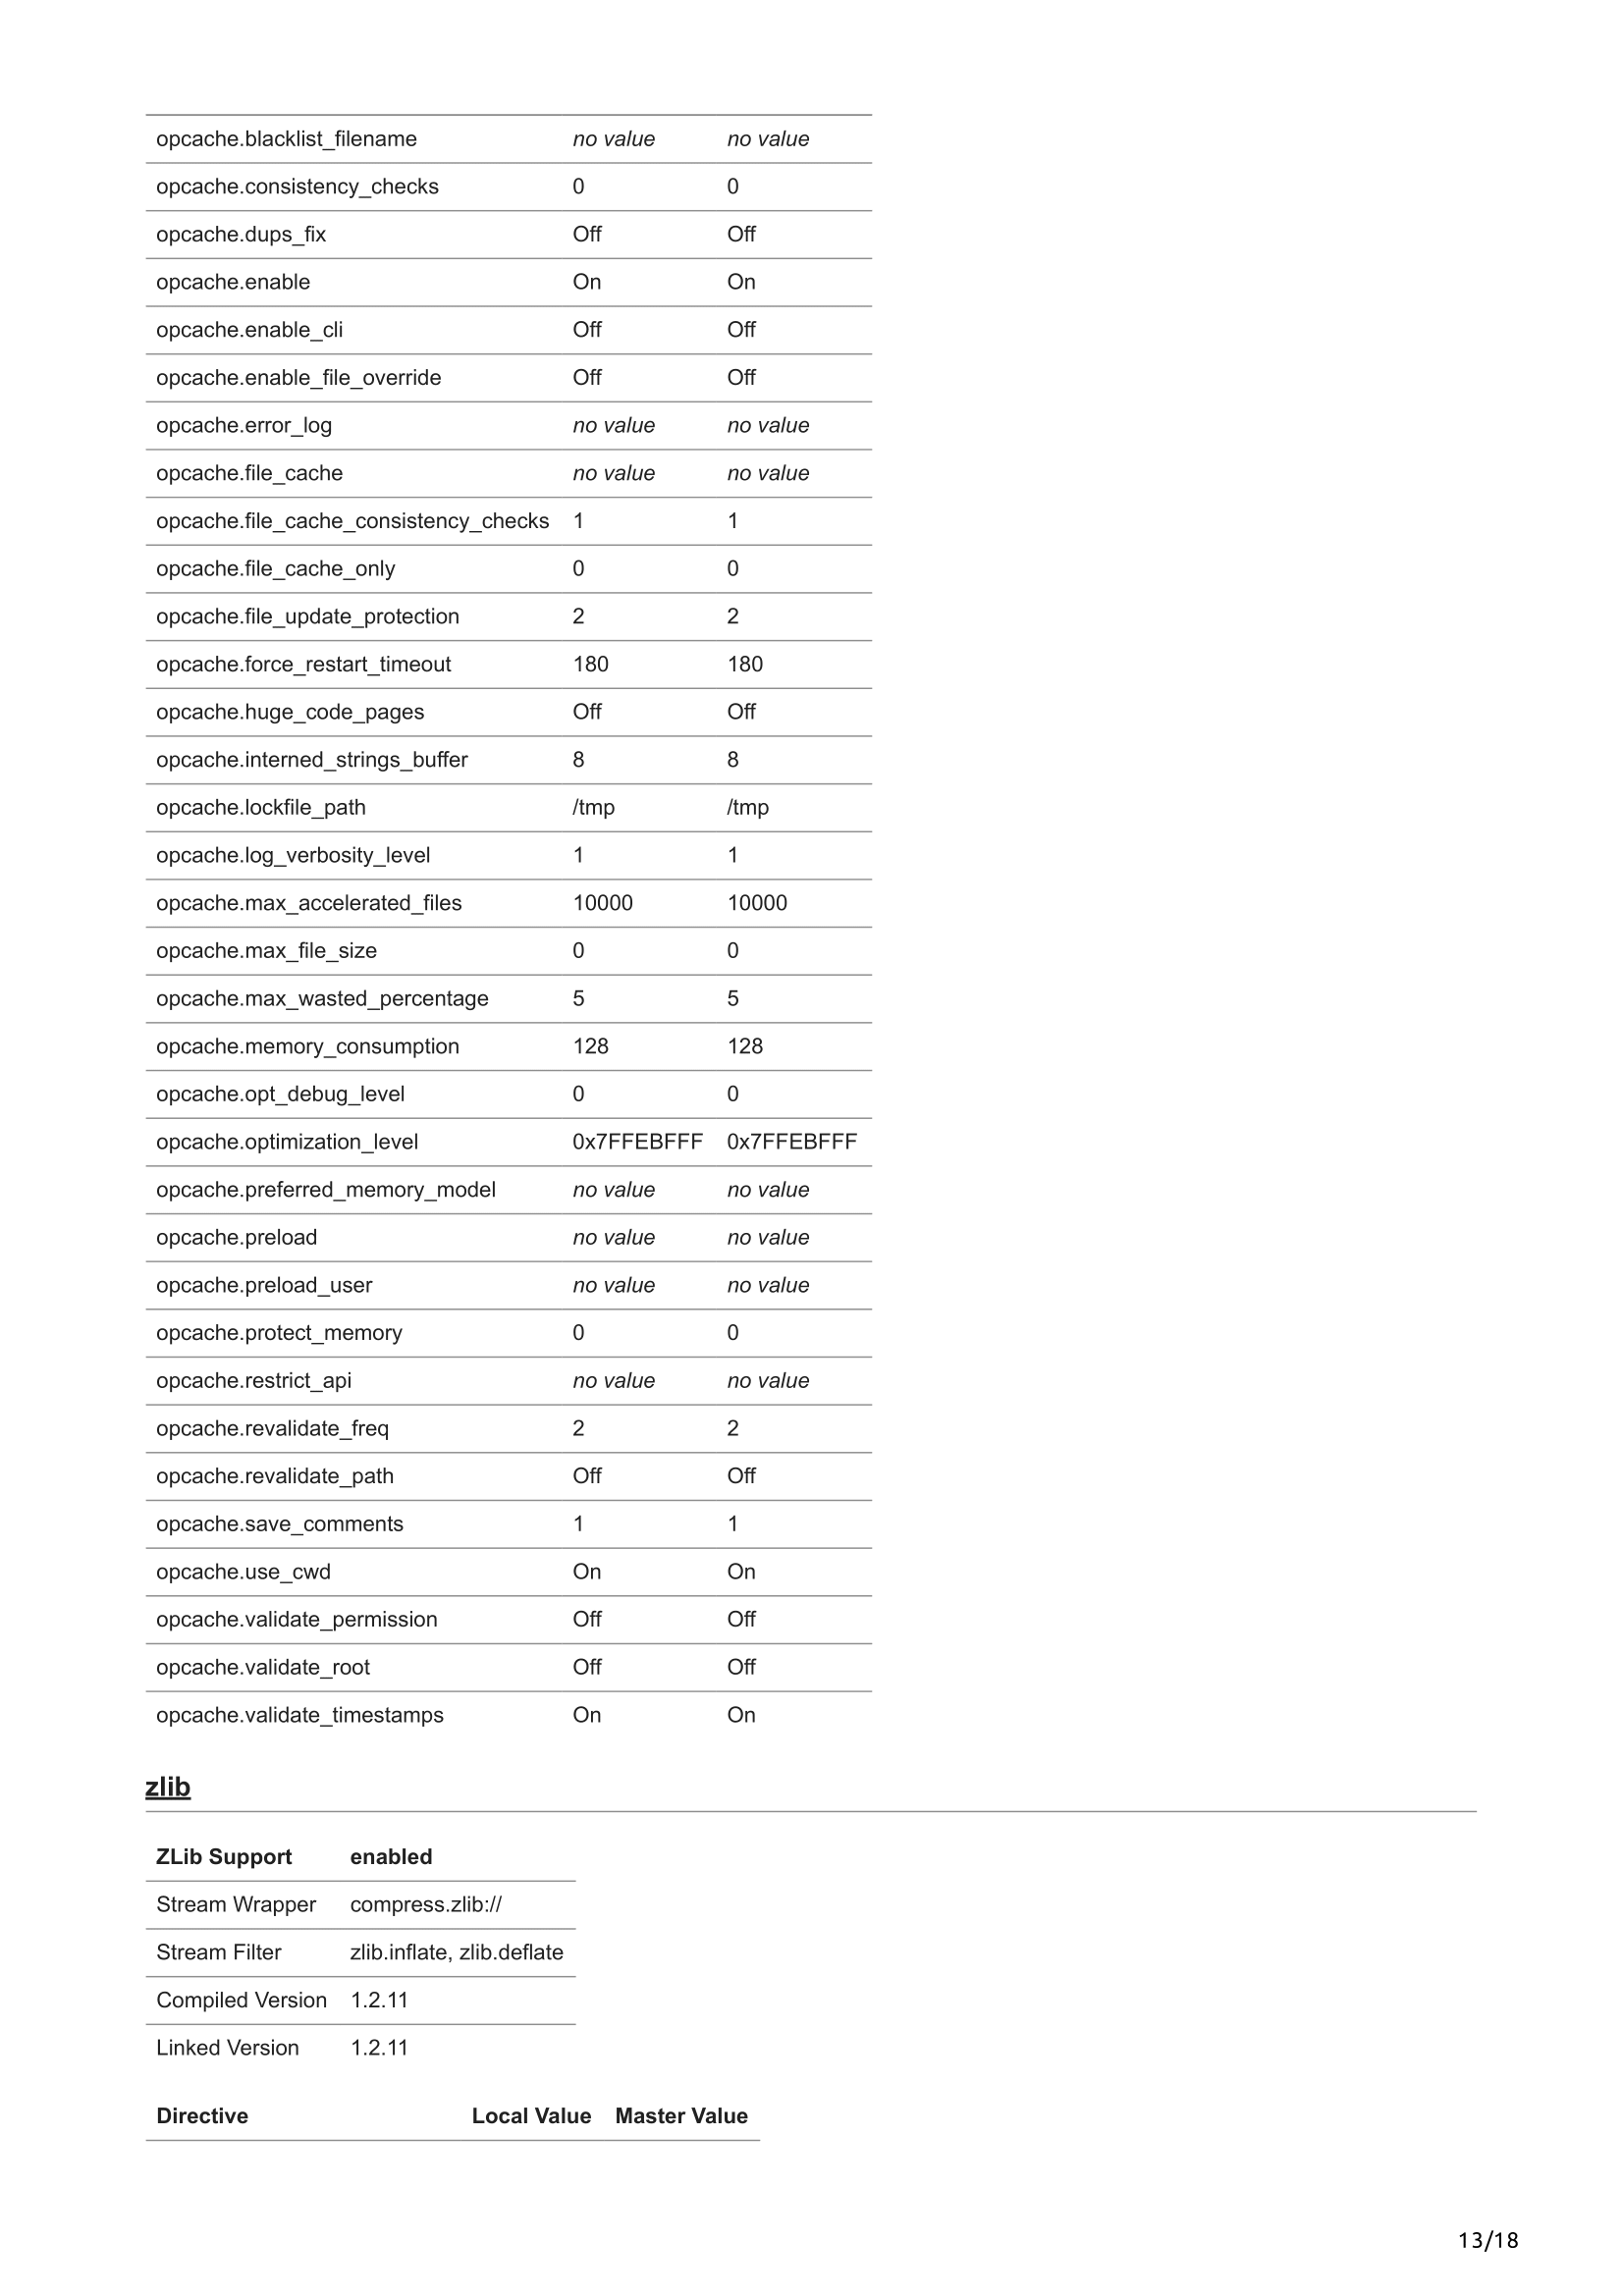 opcache.blacklist_filename no value no value
opcache.consistency_checks 0 0
opcache.dups_fix Off Off
opcache.enable On On
opcache.enable_cli Off Off
opcache.enable_file_override Off Off
opcache.error_log no value no value
opcache.file_cache no value no value
opcache.file_cache_consistency_checks 1 1
opcache.file_cache_only 0 0
opcache.file_update_protection 2 2
opcache.force_restart_timeout 180 180
opcache.huge_code_pages Off Off
opcache.interned_strings_buffer 8 8
opcache.lockfile_path /tmp /tmp
opcache.log_verbosity_level 1 1
opcache.max_accelerated_files 10000 10000
opcache.max_file_size 0 0
opcache.max_wasted_percentage 5 5
opcache.memory_consumption 128 128
opcache.opt_debug_level 0 0
opcache.optimization_level 0x7FFEBFFF 0x7FFEBFFF
opcache.preferred_memory_model no value no value
opcache.preload no value no value
opcache.preload_user no value no value
opcache.protect_memory 0 0
opcache.restrict_api no value no value
opcache.revalidate_freq 2 2
opcache.revalidate_path Off Off
opcache.save_comments 1 1
opcache.use_cwd On On
opcache.validate_permission Off Off
opcache.validate_root Off Off
opcache.validate_timestamps On On
zlib
ZLib Support enabled
Stream Wrapper compress.zlib://
Stream Filter zlib.inflate, zlib.deflate
Compiled Version 1.2.11
Linked Version 1.2.11
Directive Local Value Master Value
13/18